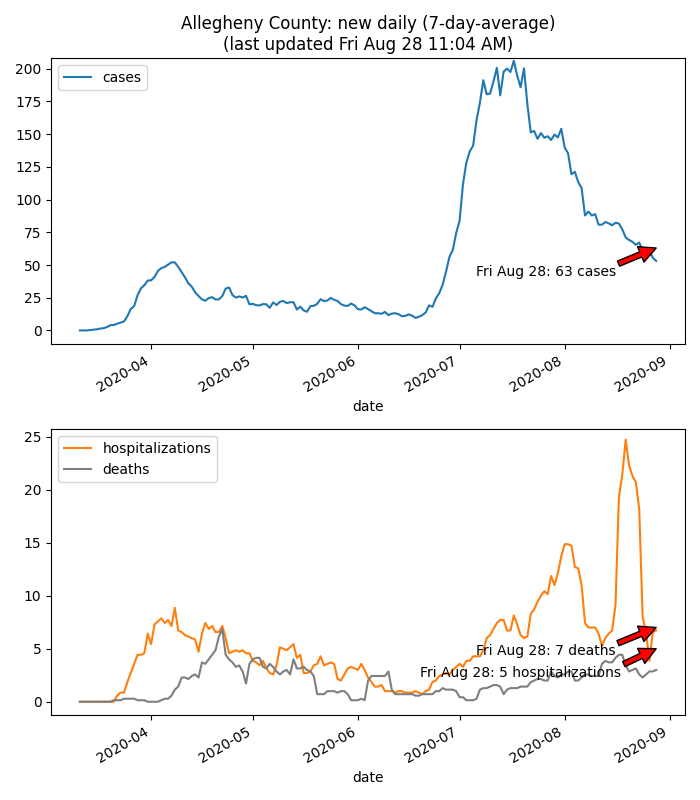 Allegheny County: new daily (7-day-average)
(last updated Fri Aug 28 11:04 AM)
cases
200
175
150
125
100
75
50
25
0
Fri Aug 28: 63 cases
2020-04
2020-05
2020-06
2020-07
2020-08
2020-09
date
hospitalizations
deaths
25
20
15
10
5
0
Fri Aug 28: 7 deaths
Fri Aug 28: 5 hospitalizations
2020-04
2020-05
2020-06
2020-07
2020-08
2020-09
date